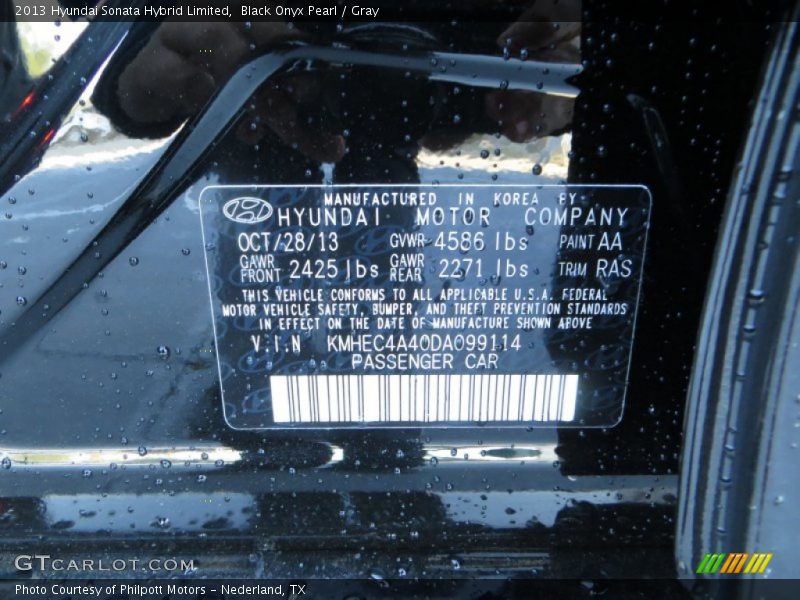 2013 Hyundai Sonata Hybrid Limited, Black Onyx Pearl / Gray
MANUFACTURED IN KOREA BY
HYUNDAI MOTOR COMPANY
OCT/28/13 GVWR 4586 lbs PAINT AA
GAWR FRONT 2425 lbs GAWR REAR 2271 lbs TRIM RAS
THIS VEHICLE CONFORMS TO ALL APPLICABLE U.S.A. FEDERAL
MOTOR VEHICLE SAFETY, BUMPER, AND THEFT PREVENTION STANDARDS
IN EFFECT ON THE DATE OF MANUFACTURE SHOWN ABOVE
V.I.N KMHEC4A40DA099114
PASSENGER CAR
GTCARLOT.COM
Photo Courtesy of Philpott Motors - Nederland, TX